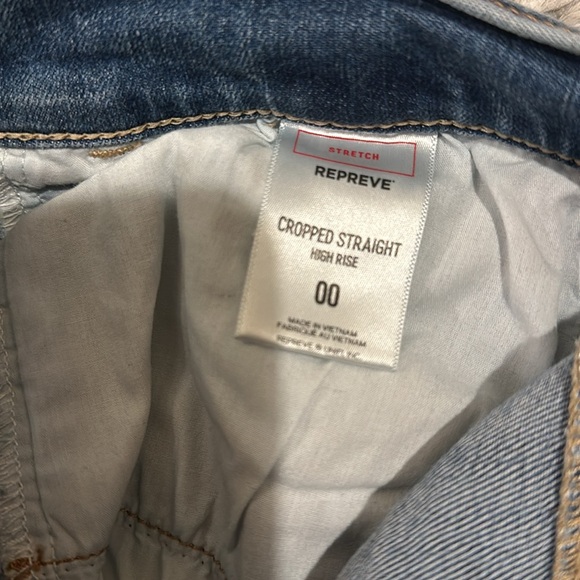 STRETCH
REPREVE®
CROPPED STRAIGHT
HIGH RISE
00
MADE IN VIETNAM
FABRIQUÉ AU VIETNAM
REPREVE ® UNIFI, INC.